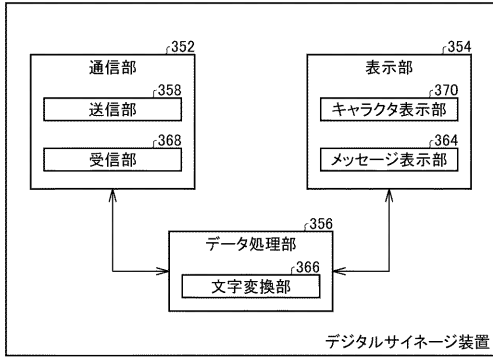 352
通信部
358
送信部
368
受信部
354
表示部
370
キャラクタ表示部
364
メッセージ表示部
356
データ処理部
366
文字変換部
デジタルサイネージ装置